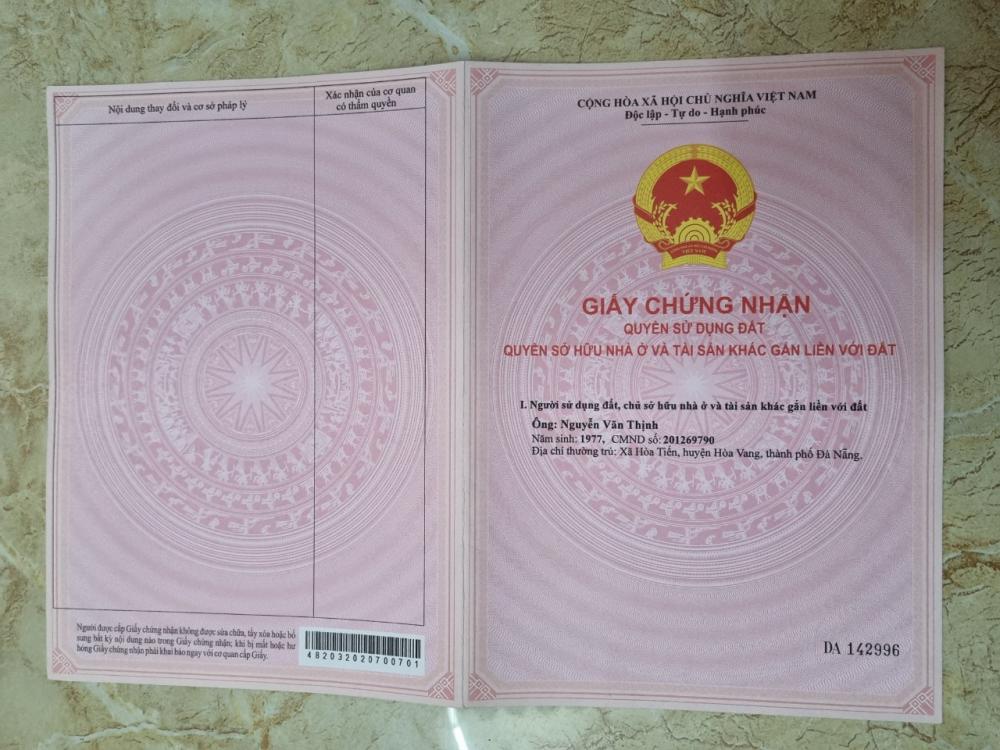 Nội dung thay đổi và cơ sở pháp lý
Xác nhận của cơ quan
có thẩm quyền
Người được cấp Giấy chứng nhận không được sửa chữa, tẩy xóa hoặc bổ
sung bất kỳ nội dung nào trong Giấy chứng nhận; khi bị mất hoặc hư
hỏng Giấy chứng nhận phải khai báo ngay với cơ quan cấp Giấy.
4820320200700701
CỘNG HÒA XÃ HỘI CHỦ NGHĨA VIỆT NAM
Độc lập - Tự do - Hạnh phúc
VIỆT NAM
GIẤY CHỨNG NHẬN
QUYỀN SỬ DỤNG ĐẤT
QUYỀN SỞ HỮU NHÀ Ở VÀ TÀI SẢN KHÁC GẮN LIỀN VỚI ĐẤT
I. Người sử dụng đất, chủ sở hữu nhà ở và tài sản khác gắn liền với đất
Ông: Nguyễn Văn Thịnh
Năm sinh: 1977, CMND số: 201269790
Địa chỉ thường trú: Xã Hòa Tiến, huyện Hòa Vang, thành phố Đà Nẵng.
DA 142996